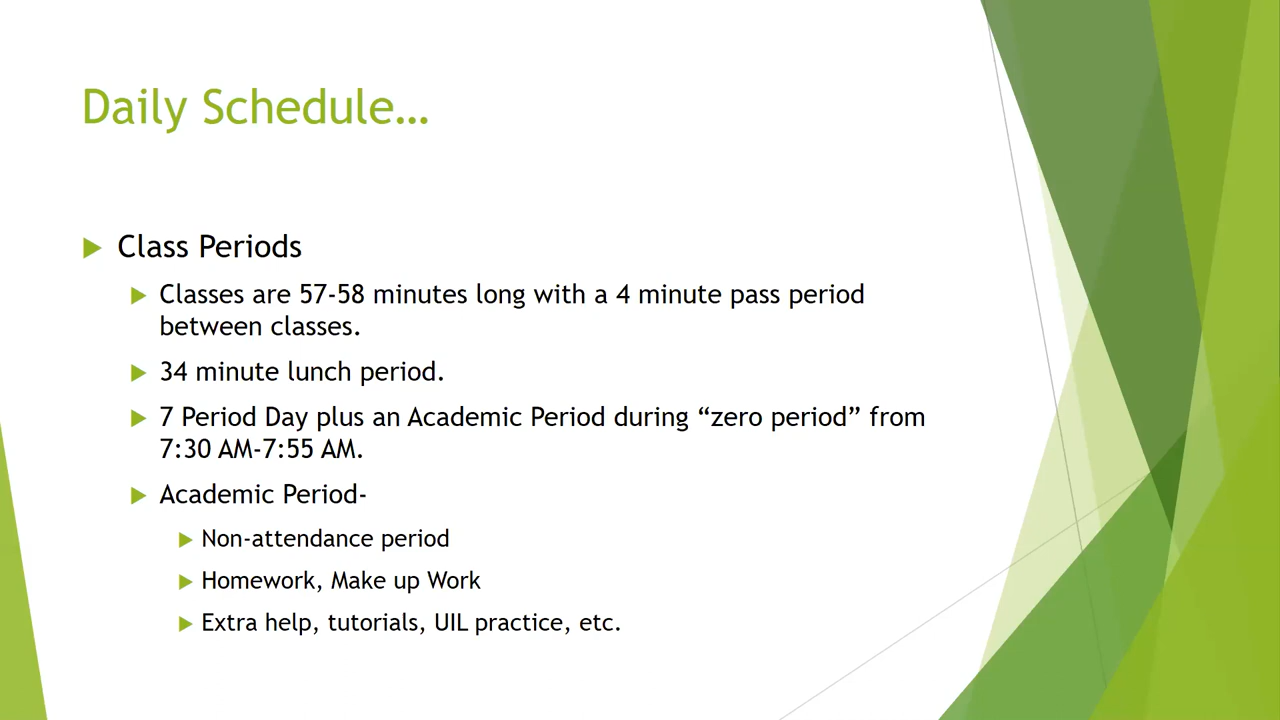 Daily Schedule…
Class Periods
Classes are 57-58 minutes long with a 4 minute pass period
between classes.
34 minute lunch period.
7 Period Day plus an Academic Period during “zero period” from
7:30 AM-7:55 AM.
Academic Period-
Non-attendance period
Homework, Make up Work
Extra help, tutorials, UIL practice, etc.